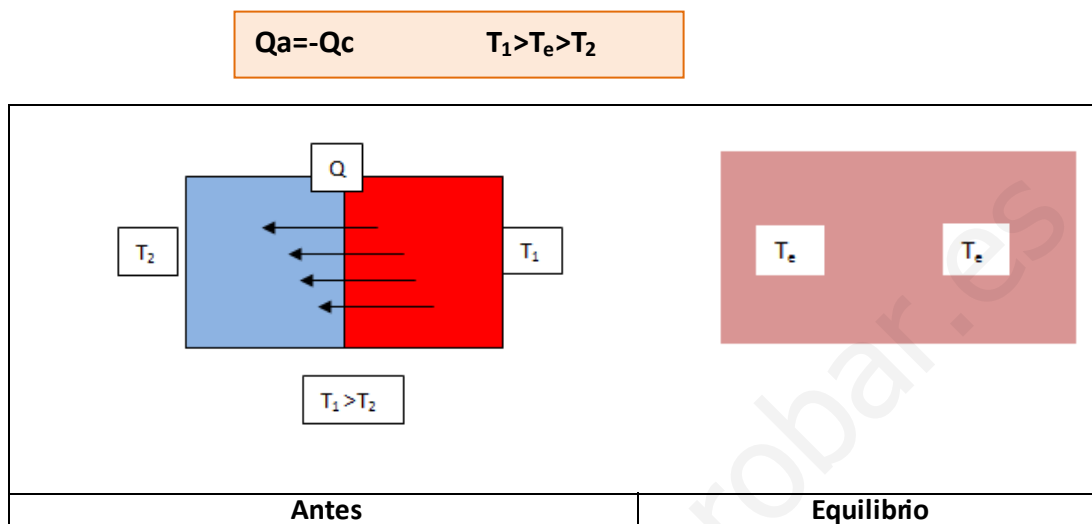 Qa=-Qc T₁>Tₑ>T₂
Q
T₂ T₁ Tₑ Tₑ
T₁ >T₂
Antes Equilibrio
robar.es